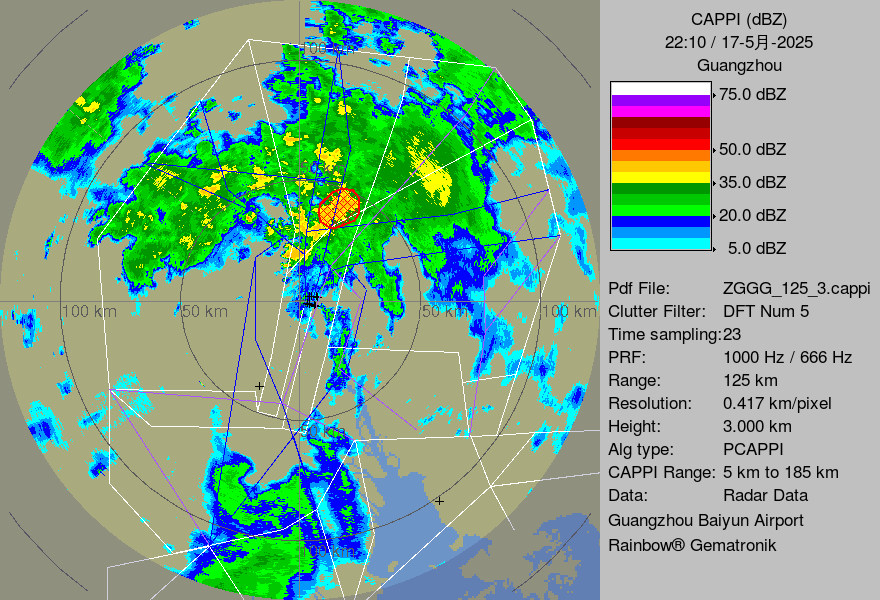 CAPPI (dBZ)
22:10 / 17-5月-2025
Guangzhou
75.0 dBZ
50.0 dBZ
35.0 dBZ
20.0 dBZ
5.0 dBZ
100 km
50 km
50 km
100 km
Pdf File: ZGGG_125_3.cappi
Clutter Filter: DFT Num 5
Time sampling:23
PRF: 1000 Hz / 666 Hz
Range: 125 km
Resolution: 0.417 km/pixel
Height: 3.000 km
Alg type: PCAPPI
CAPPI Range: 5 km to 185 km
Data: Radar Data
Guangzhou Baiyun Airport
Rainbow® Gematronik